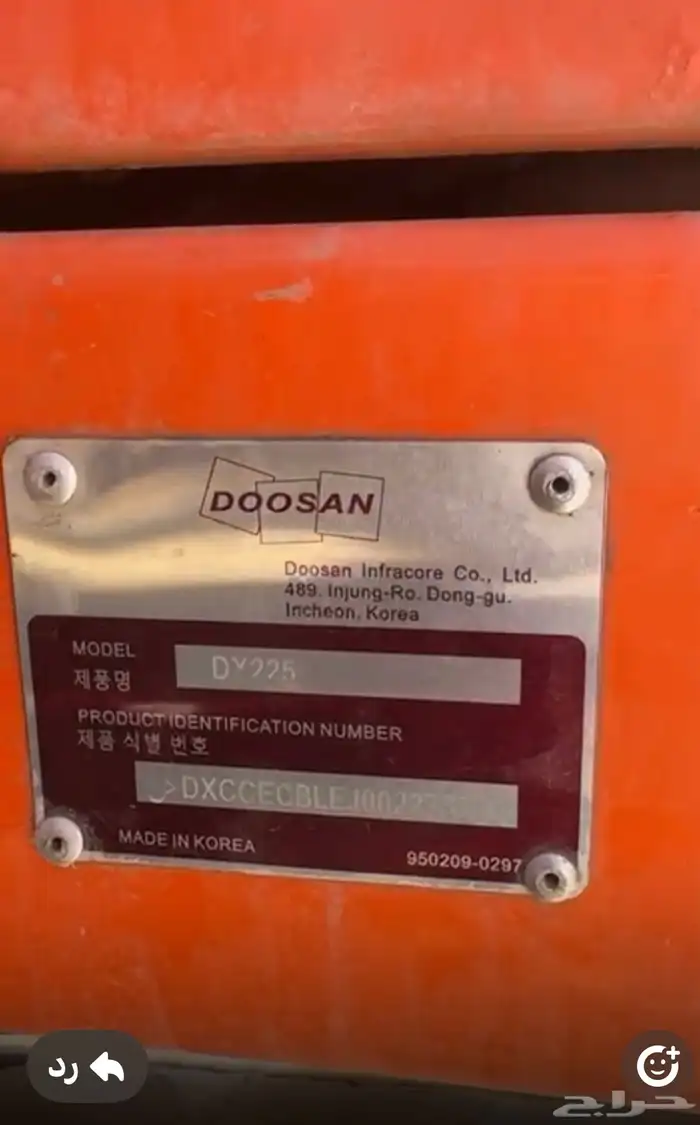 DOOSAN
Doosan Infracore Co., Ltd.
489, Injung-Ro. Dong-gu.
Incheon, Korea
MODEL
제품명
PRODUCT IDENTIFICATION NUMBER
제품 식별 번호
MADE IN KOREA
950209-0297
رد
حراج